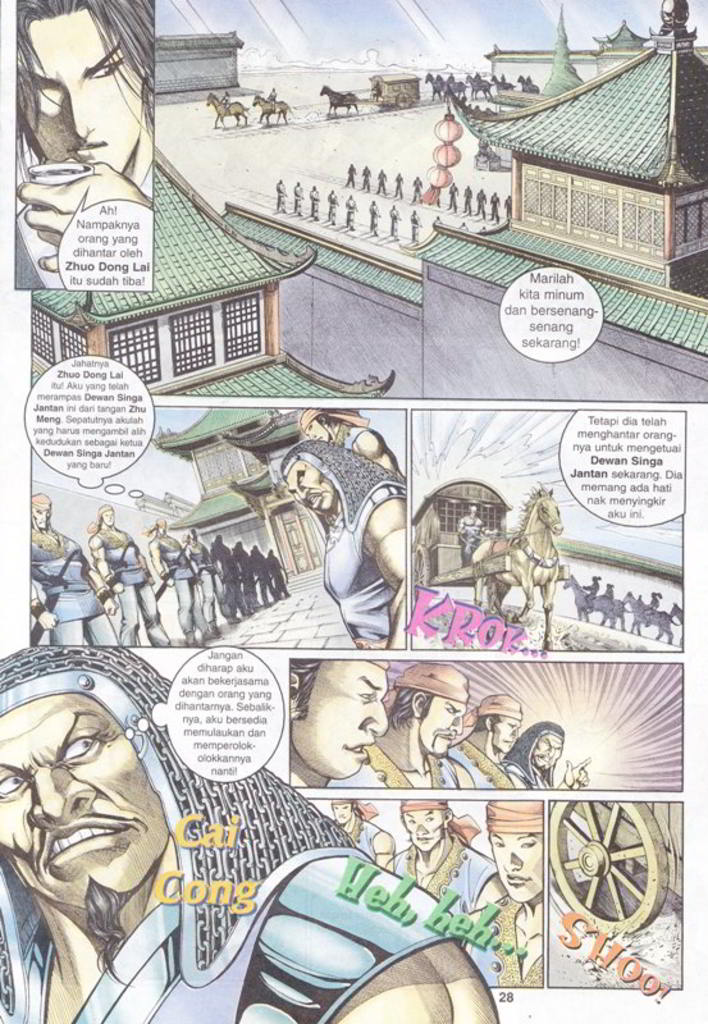 Ah!
Nampaknya
orang yang
dihantar oleh
Zhuo Dong Lai
itu sudah tiba!
Marilah
kita minum
dan bersenang-
senang
sekarang!
Jahatnya
Zhuo Dong Lai
itu! Aku yang telah
merampas Dewan Singa
Jantan ini dari tangan Zhu
Meng. Sepatutnya akulah
yang harus mengambil alih
kedudukan sebagai ketua
Dewan Singa Jantan
yang baru!
Tetapi dia telah
menghantar orang-
nya untuk mengetuai
Dewan Singa
Jantan sekarang. Dia
memang ada hati
nak menyingkir
aku ini.
KROK...
Jangan
diharap aku
akan bekerjasama
dengan orang yang
dihantarnya. Sebalik-
nya, aku bersedia
memulaukan dan
memperolok-
olokkannya
nanti!
Cai
Cong
Heh, heh...
SHOO!
28